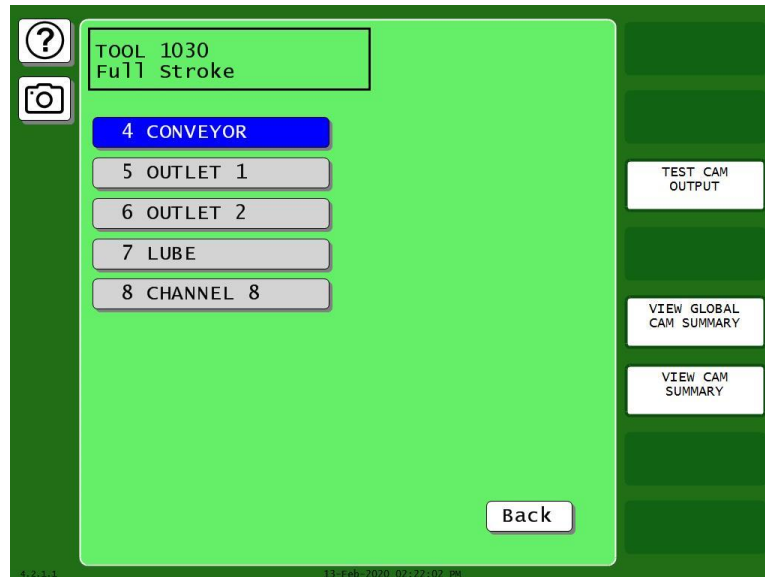 ?
TOOL 1030
Full Stroke
4 CONVEYOR
5 OUTLET 1
6 OUTLET 2
7 LUBE
8 CHANNEL 8
TEST CAM
OUTPUT
VIEW GLOBAL
CAM SUMMARY
VIEW CAM
SUMMARY
Back
4.2.1.1
13-Feb-2020 02:22:02 PM